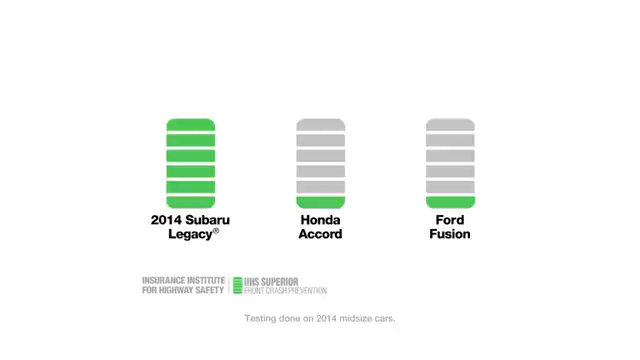 2014 Subaru
Legacy®
Honda
Accord
Ford
Fusion
INSURANCE INSTITUTE
FOR HIGHWAY SAFETY
IIHS SUPERIOR
FRONT CRASH PREVENTION
Testing done on 2014 midsize cars.